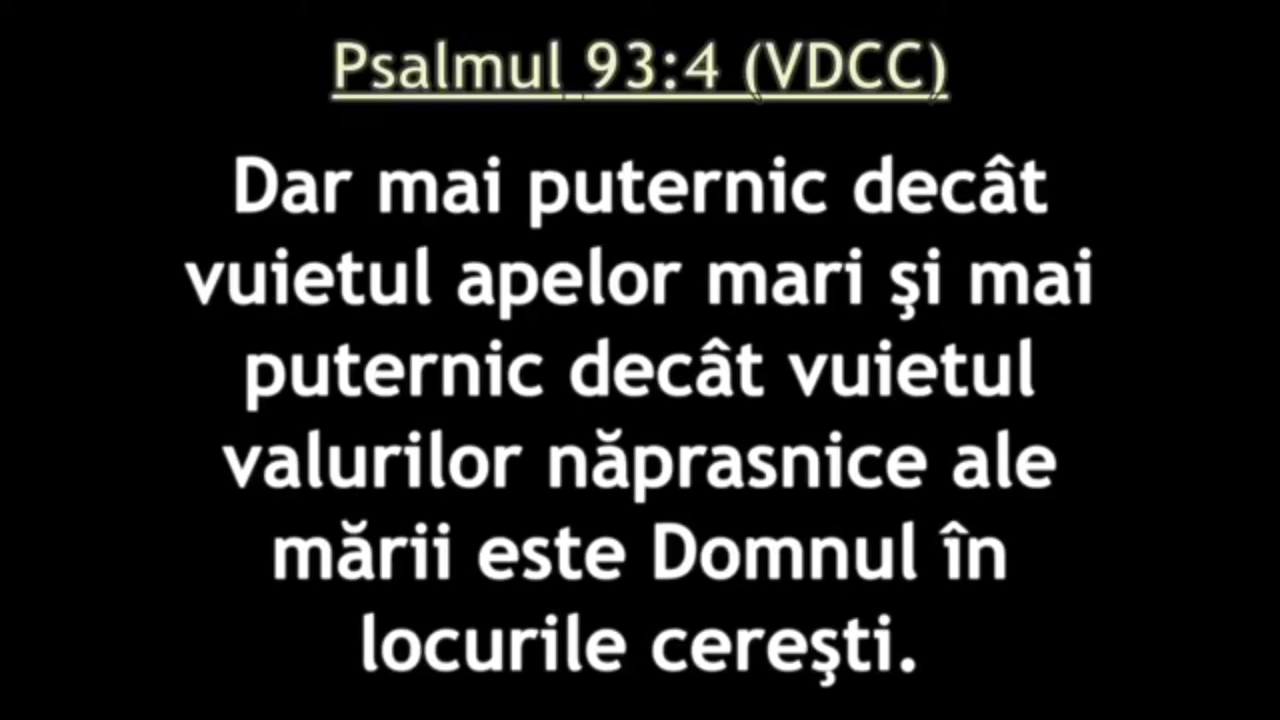 Psalmul 93:4 (VDCC)
Dar mai puternic decât
vuietul apelor mari şi mai
puternic decât vuietul
valurilor năprasnice ale
mării este Domnul în
locurile cereşti.